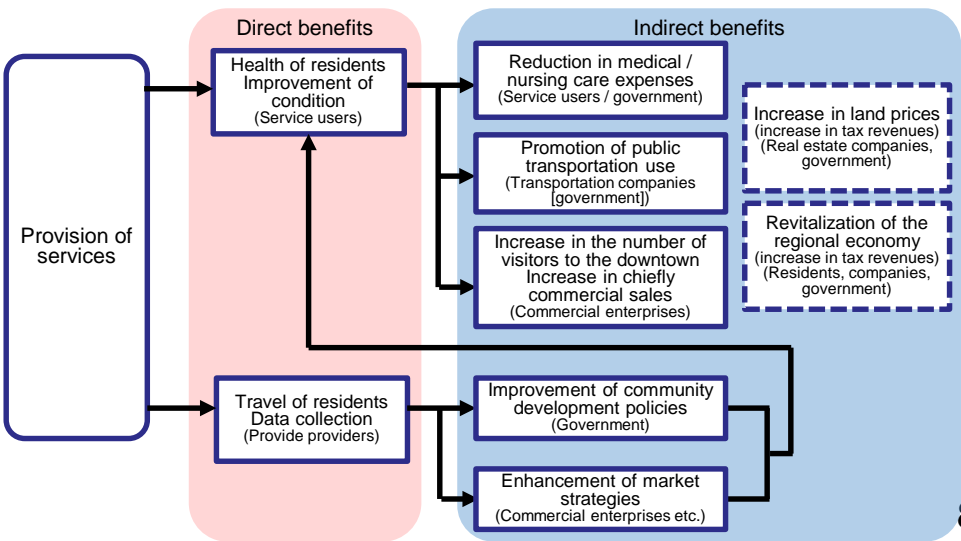 Direct benefits
Indirect benefits
Provision of
services
Health of residents
Improvement of
condition
(Service users)
Travel of residents
Data collection
(Provide providers)
Reduction in medical /
nursing care expenses
(Service users / government)
Promotion of public
transportation use
(Transportation companies
[government])
Increase in the number of
visitors to the downtown
Increase in chiefly
commercial sales
(Commercial enterprises)
Improvement of community
development policies
(Government)
Enhancement of market
strategies
(Commercial enterprises etc.)
Increase in land prices
(increase in tax revenues)
(Real estate companies,
government)
Revitalization of the
regional economy
(increase in tax revenues)
(Residents, companies,
government)